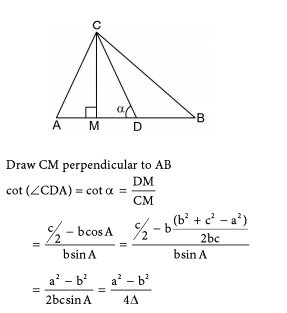 C
α
A M D B
Draw CM perpendicular to AB
cot (∠CDA) = cot α = DM/CM
= (c/2 − b cos A)/(b sin A) = (c/2 − b (b² + c² − a²)/(2bc))/(b sin A)
= (a² − b²)/(2bc sin A) = (a² − b²)/(4Δ)